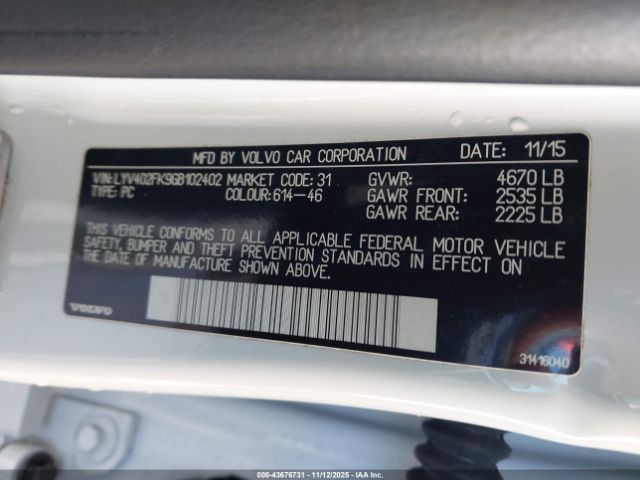 MFD BY VOLVO CAR CORPORATION DATE: 11/15
VIN:LYV402FK9GB102402 MARKET CODE: 31 GVWR: 4670 LB
TYPE: PC COLOUR:614-46 GAWR FRONT: 2535 LB
GAWR REAR: 2225 LB
THIS VEHICLE CONFORMS TO ALL APPLICABLE FEDERAL MOTOR VEHICLE
SAFETY, BUMPER AND THEFT PREVENTION STANDARDS IN EFFECT ON
THE DATE OF MANUFACTURE SHOWN ABOVE.
VOLVO
31416040
000-43676731 - 11/12/2025 - IAAI.COM